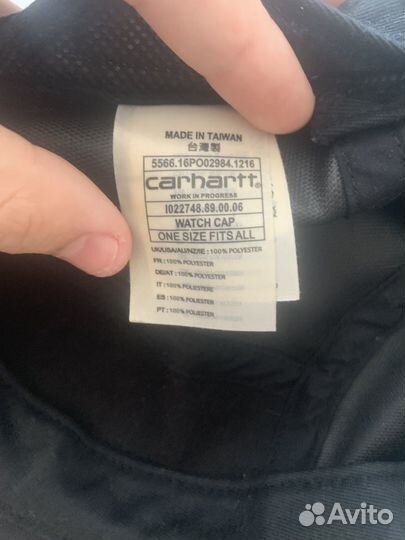 MADE IN TAIWAN
台灣製
5566.16PO02984.1216
carhartt®
WORK IN PROGRESS
I022748.89.00.06
WATCH CAP
ONE SIZE FITS ALL
UK/USA/AU/NZ/IE : 100% POLYESTER
FR : 100% POLYESTER
DE/AT : 100% POLYESTER
IT : 100% POLIESTERE
ES : 100% POLIESTER
PT : 100% POLIESTER
Avito